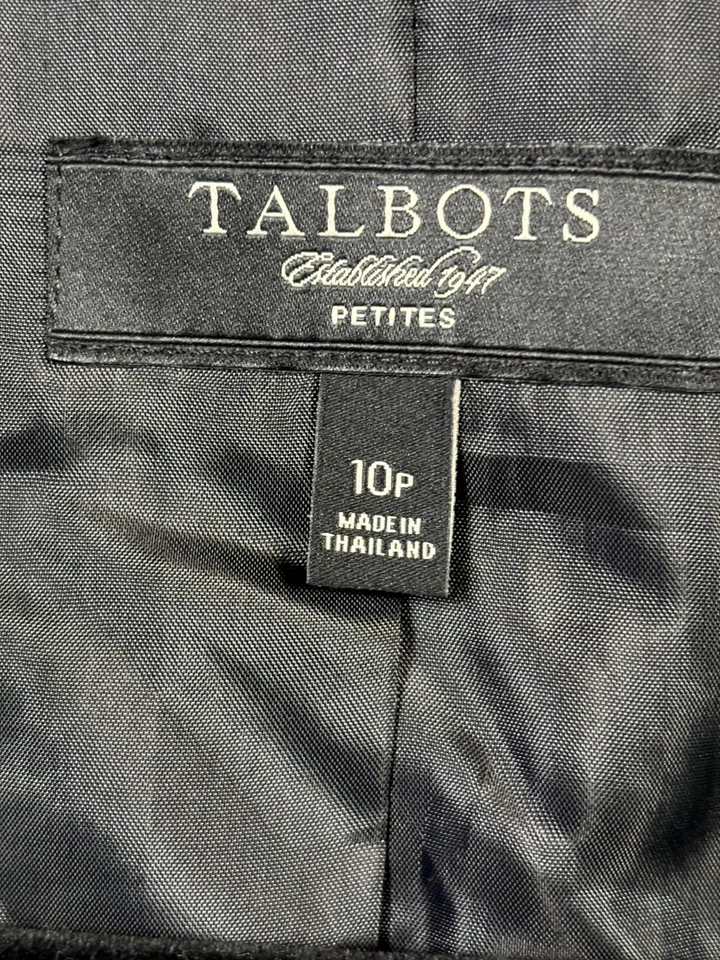 TALBOTS
Established 1947
PETITES
10P
MADE IN
THAILAND